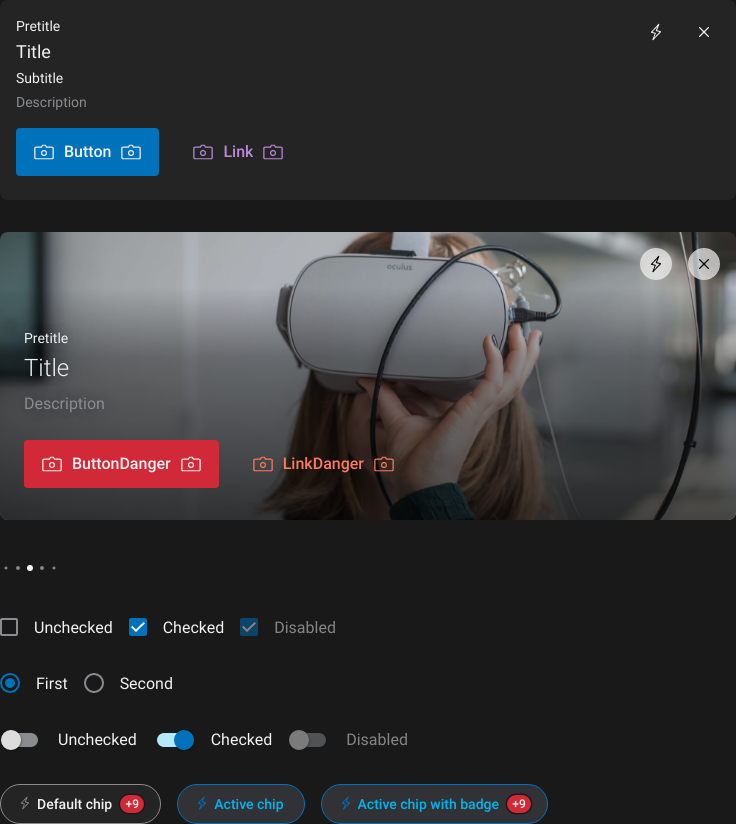 Pretitle
Title
Subtitle
Description
Button
Link
oculus
Pretitle
Title
Description
ButtonDanger
LinkDanger
Unchecked Checked Disabled
First Second
Unchecked Checked Disabled
Default chip +9 Active chip Active chip with badge +9